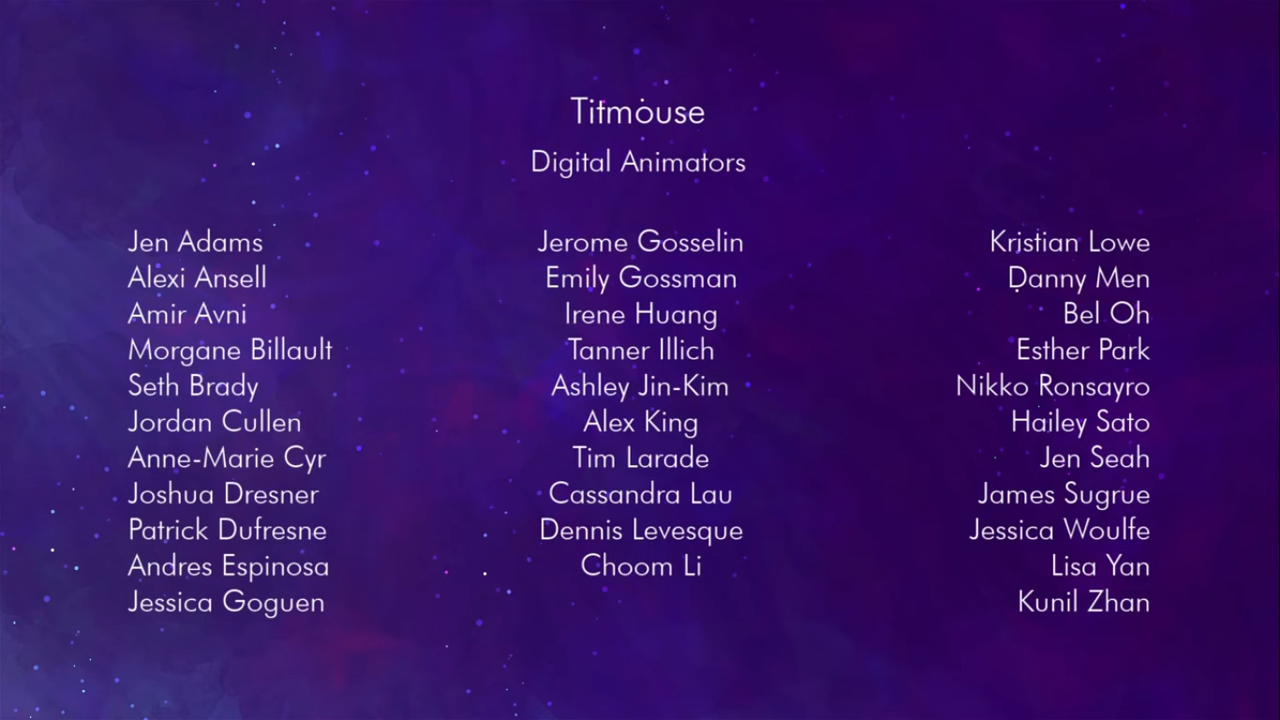 Titmouse
Digital Animators
Jen Adams
Alexi Ansell
Amir Avni
Morgane Billault
Seth Brady
Jordan Cullen
Anne-Marie Cyr
Joshua Dresner
Patrick Dufresne
Andres Espinosa
Jessica Goguen
Jerome Gosselin
Emily Gossman
Irene Huang
Tanner Illich
Ashley Jin-Kim
Alex King
Tim Larade
Cassandra Lau
Dennis Levesque
Choom Li
Kristian Lowe
Danny Men
Bel Oh
Esther Park
Nikko Ronsayro
Hailey Sato
Jen Seah
James Sugrue
Jessica Woulfe
Lisa Yan
Kunil Zhan